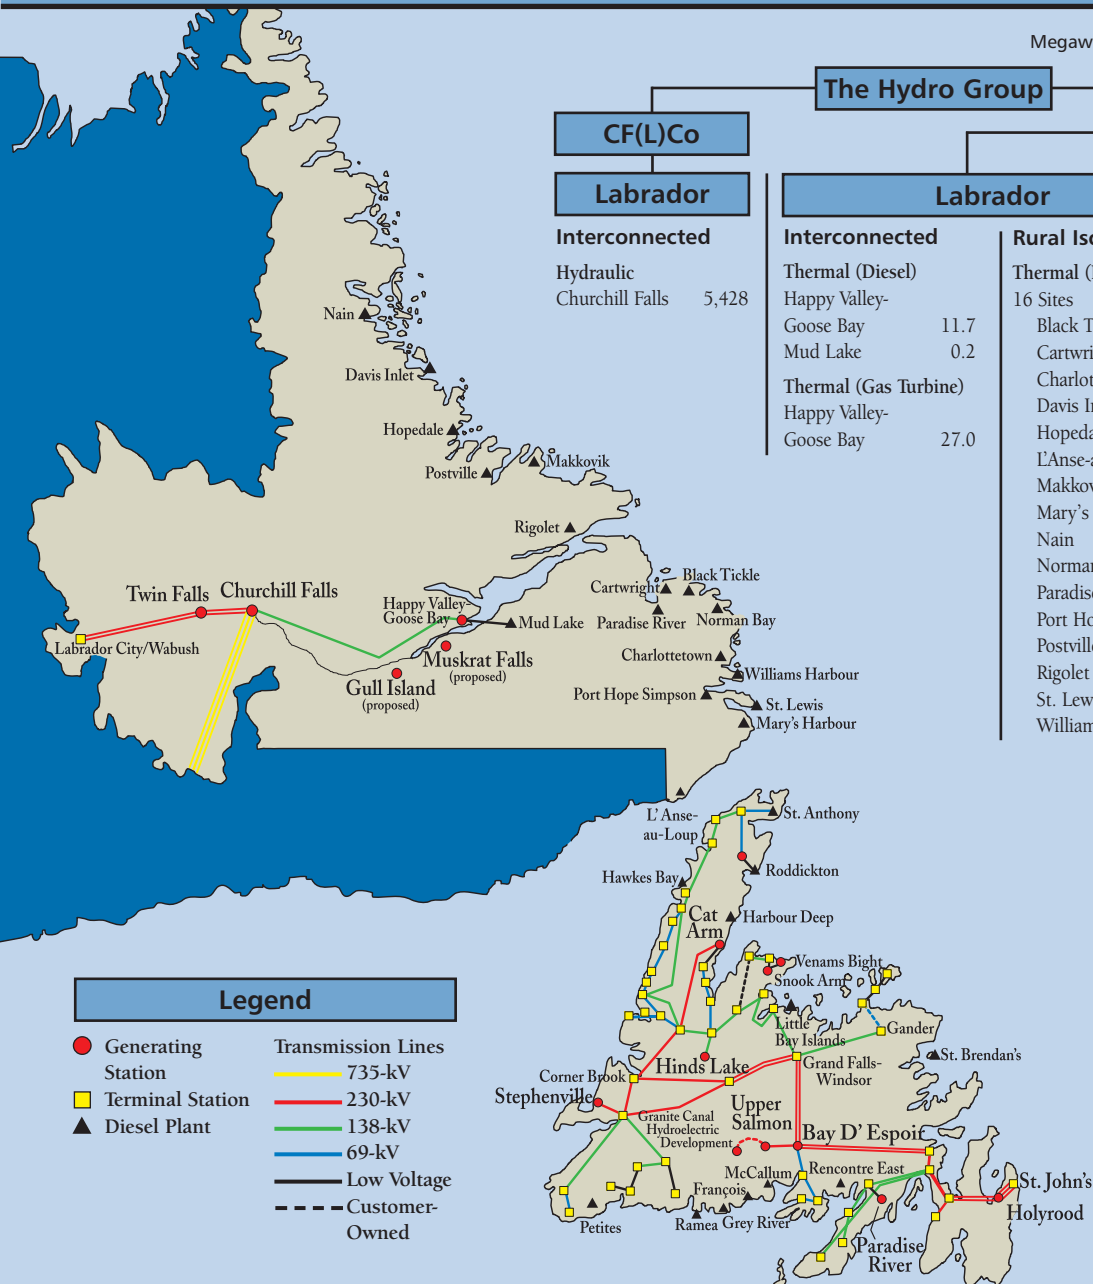 Megaw
The Hydro Group
CF(L)Co
Labrador
Interconnected
Hydraulic
Churchill Falls 5,428
Labrador
Interconnected
Thermal (Diesel)
Happy Valley-
Goose Bay 11.7
Mud Lake 0.2
Thermal (Gas Turbine)
Happy Valley-
Goose Bay 27.0
Rural Iso
Thermal (
16 Sites
Black T
Cartwri
Charlot
Davis In
Hopeda
L'Anse-a
Makkov
Mary's
Nain
Norman
Paradise
Port Ho
Postville
Rigolet
St. Lew
William
Nain
Davis Inlet
Hopedale
Postville
Makkovik
Rigolet
Twin Falls
Churchill Falls
Labrador City/Wabush
Happy Valley-
Goose Bay
Mud Lake
Muskrat Falls
(proposed)
Gull Island
(proposed)
Cartwright
Black Tickle
Paradise River
Norman Bay
Charlottetown
Williams Harbour
Port Hope Simpson
St. Lewis
Mary's Harbour
L'Anse-
au-Loup
St. Anthony
Hawkes Bay
Roddickton
Cat
Arm
Harbour Deep
Venams Bight
Snook Arm
Little
Bay Islands
Gander
Hinds Lake
Grand Falls-
Windsor
St. Brendan's
Corner Brook
Stephenville
Granite Canal
Hydroelectric
Development
Upper
Salmon
Bay D' Espoir
McCallum
Rencontre East
François
Petites
Ramea
Grey River
St. John's
Holyrood
Paradise
River
Legend
Generating
Station
Terminal Station
Diesel Plant
Transmission Lines
735-kV
230-kV
138-kV
69-kV
Low Voltage
Customer-
Owned